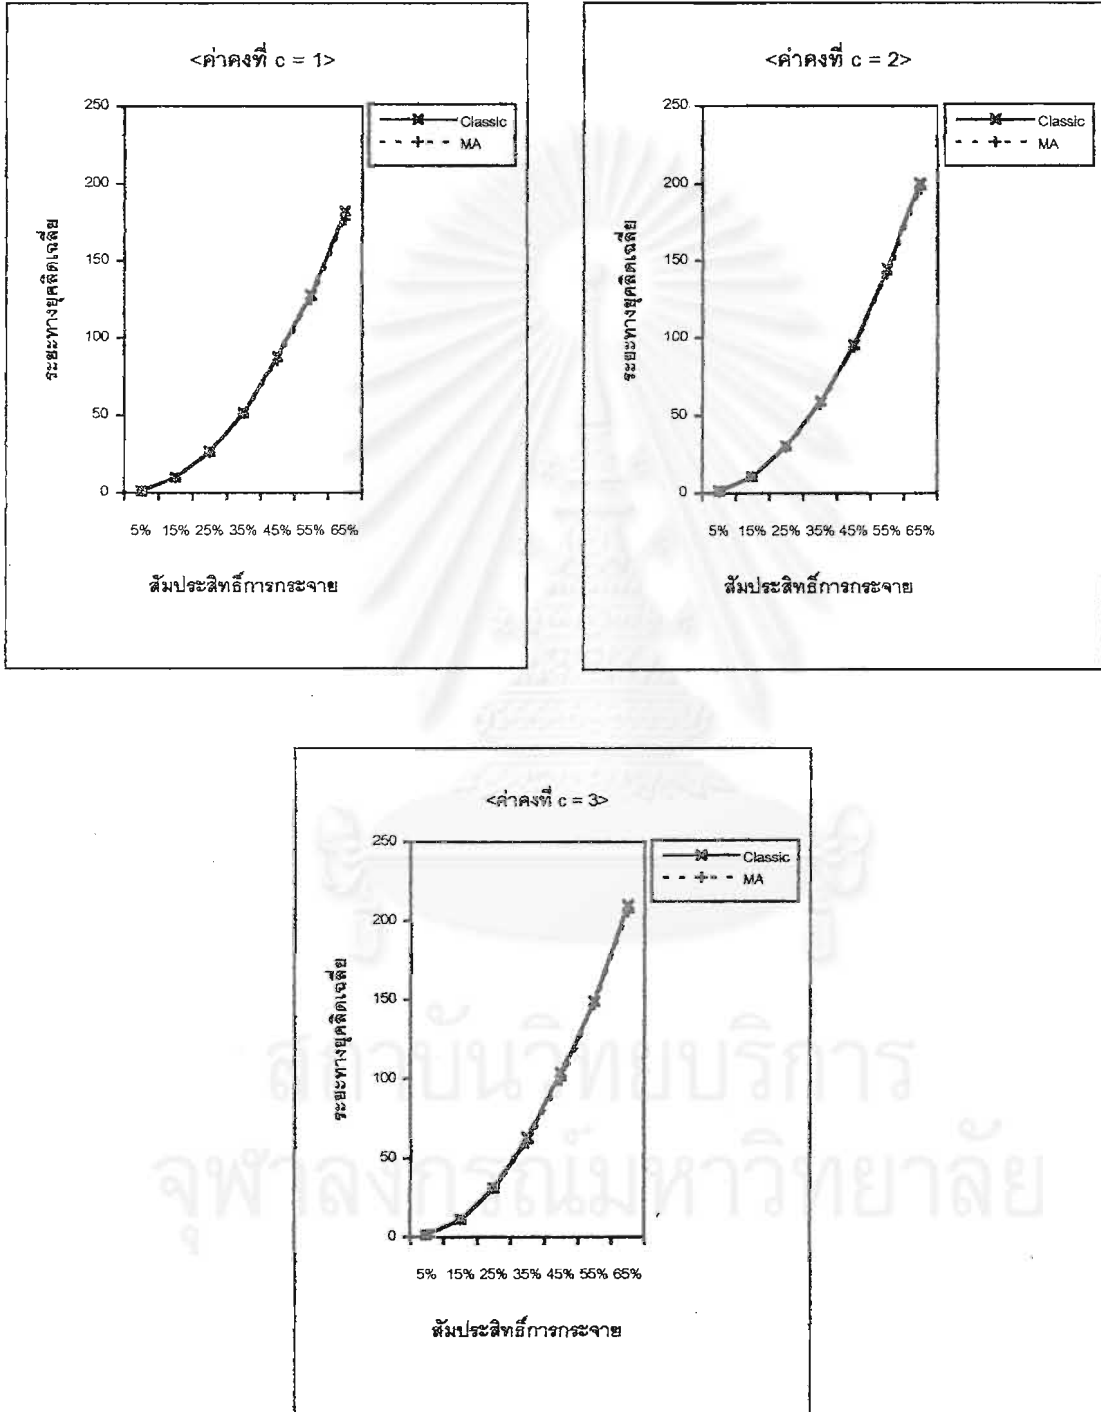 <ค่าคงที่ c = 1>
250
200
150
100
50
0
ระยะทางยุคลิดเฉลี่ย
5% 15% 25% 35% 45% 55% 65%
สัมประสิทธิ์การกระจาย
Classic
MA
<ค่าคงที่ c = 2>
250
200
150
100
50
0
ระยะทางยุคลิดเฉลี่ย
5% 15% 25% 35% 45% 55% 65%
สัมประสิทธิ์การกระจาย
Classic
MA
<ค่าคงที่ c = 3>
250
200
150
100
50
0
ระยะทางยุคลิดเฉลี่ย
5% 15% 25% 35% 45% 55% 65%
สัมประสิทธิ์การกระจาย
Classic
MA
สถาบันวิทยบริการ
จุฬาลงกรณ์มหาวิทยาลัย